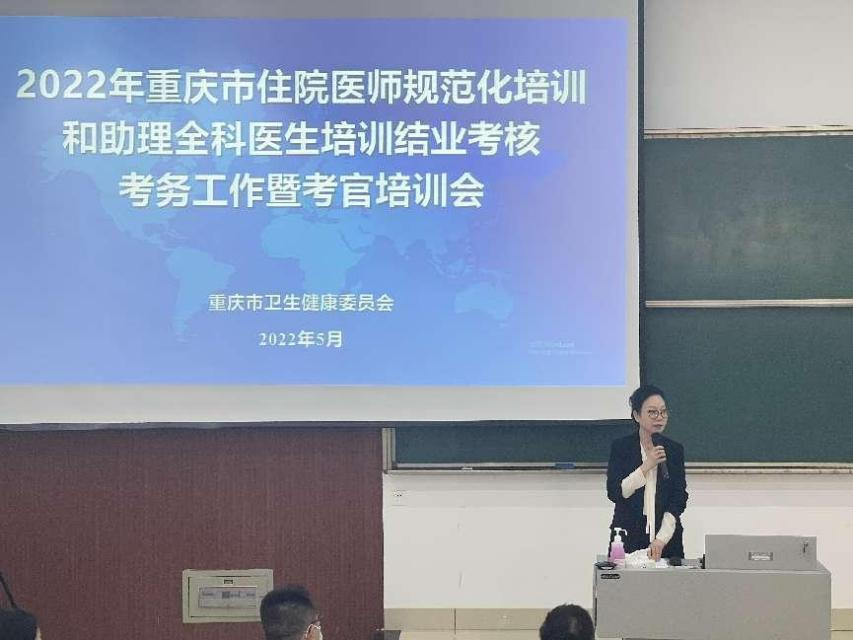 2022年重庆市住院医师规范化培训
和助理全科医生培训结业考核
考务工作暨考官培训会
重庆市卫生健康委员会
2022年5月